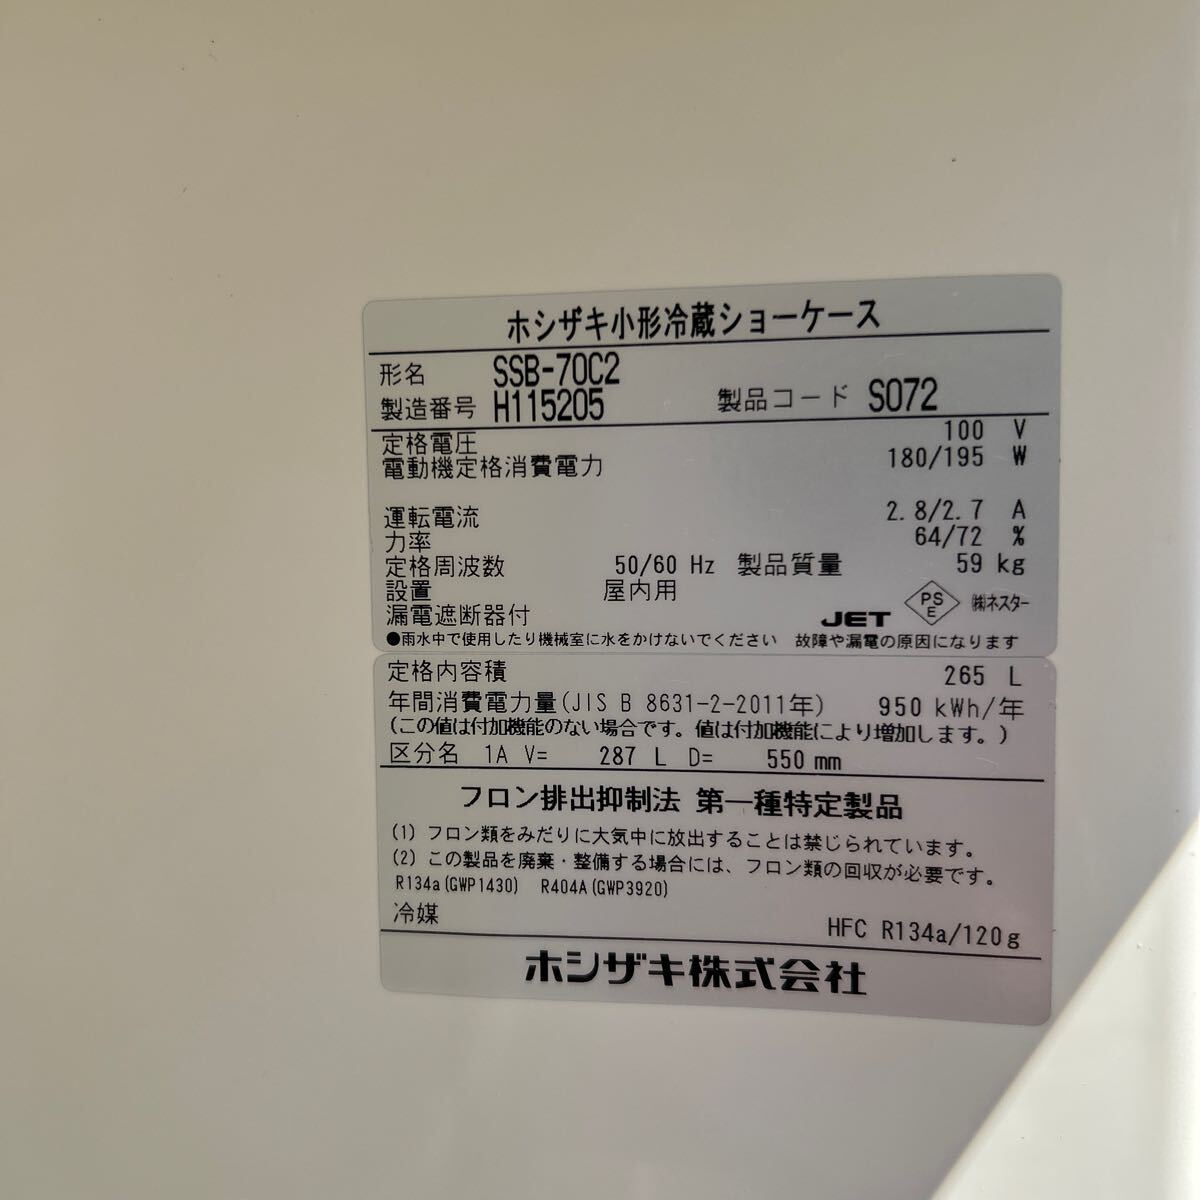 ホシザキ小形冷蔵ショーケース
形名 SSB-70C2
製造番号 H115205 製品コード S072
定格電圧 100 V
電動機定格消費電力 180/195 W
運転電流 2.8/2.7 A
力率 64/72 %
定格周波数 50/60 Hz 製品質量 59 kg
設置 屋内用
漏電遮断器付 JET PS E ㈱ネスター
●雨水中で使用したり機械室に水をかけないでください 故障や漏電の原因になります
定格内容積 265 L
年間消費電力量(JIS B 8631-2-2011年) 950 kWh/年
(この値は付加機能のない場合です。値は付加機能により増加します。)
区分名 1A V= 287 L D= 550 mm
フロン排出抑制法 第一種特定製品
(1) フロン類をみだりに大気中に放出することは禁じられています。
(2) この製品を廃棄・整備する場合には、フロン類の回収が必要です。
R134a(GWP1430) R404A(GWP3920)
冷媒 HFC R134a/120g
ホシザキ株式会社